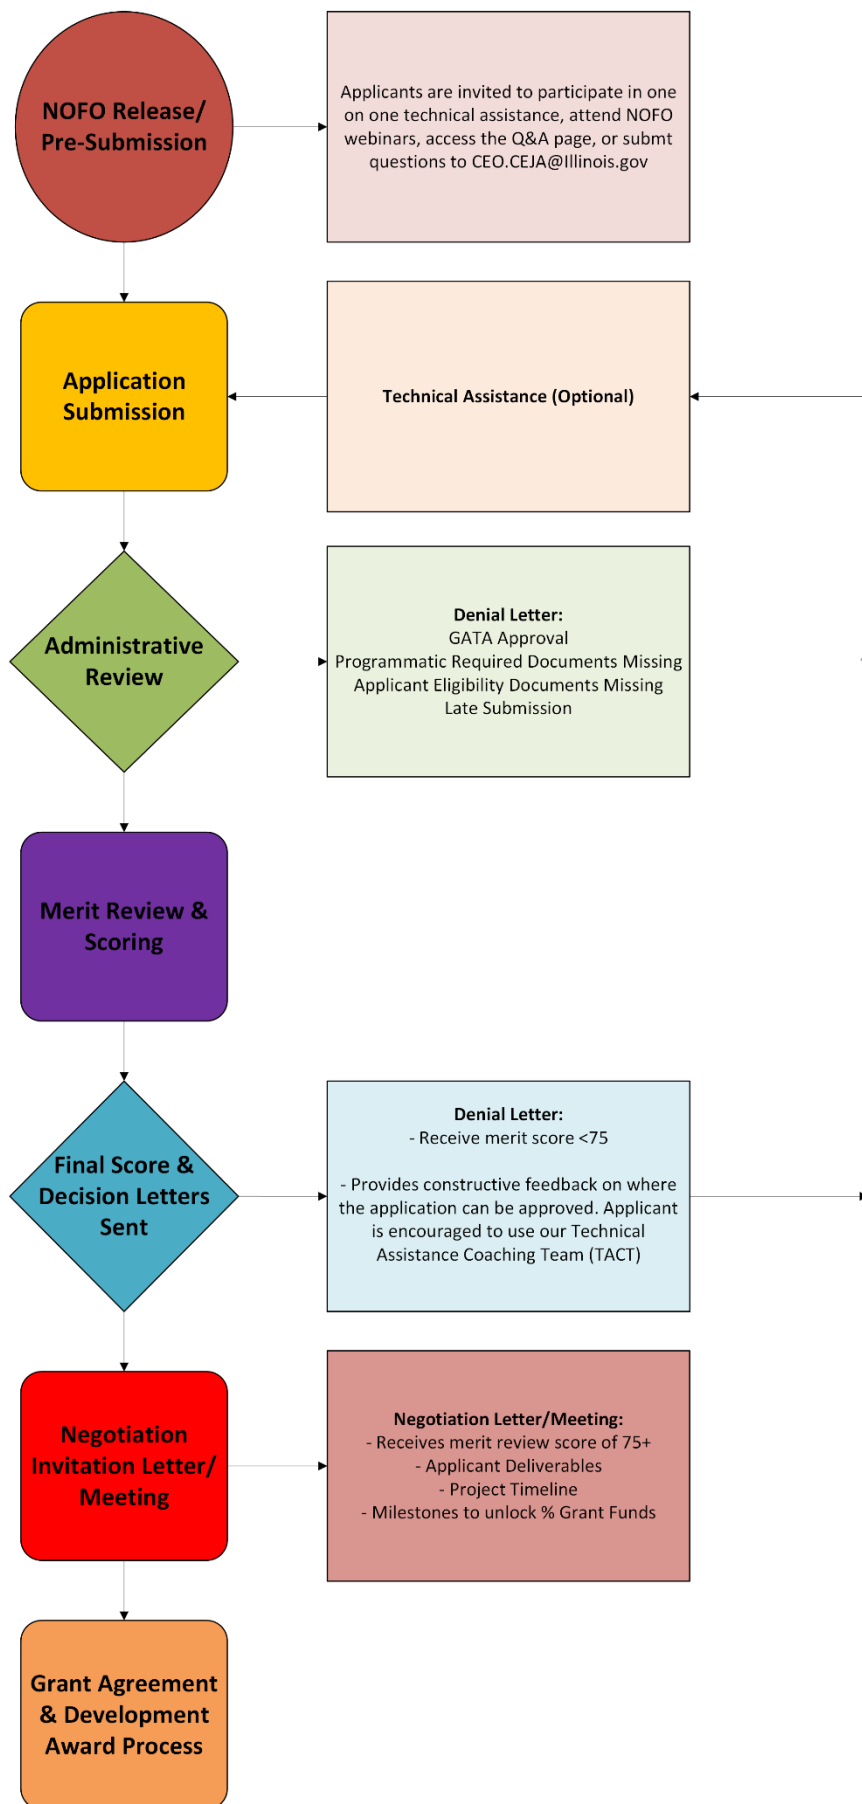 NOFO Release/
Pre-Submission
Applicants are invited to participate in one
on one technical assistance, attend NOFO
webinars, access the Q&A page, or submt
questions to CEO.CEJA@Illinois.gov
Application
Submission
Technical Assistance (Optional)
Administrative
Review
Denial Letter:
GATA Approval
Programmatic Required Documents Missing
Applicant Eligibility Documents Missing
Late Submission
Merit Review &
Scoring
Final Score &
Decision Letters
Sent
Denial Letter:
- Receive merit score <75
- Provides constructive feedback on where
the application can be approved. Applicant
is encouraged to use our Technical
Assistance Coaching Team (TACT)
Negotiation
Invitation Letter/
Meeting
Negotiation Letter/Meeting:
- Receives merit review score of 75+
- Applicant Deliverables
- Project Timeline
- Milestones to unlock % Grant Funds
Grant Agreement
& Development
Award Process